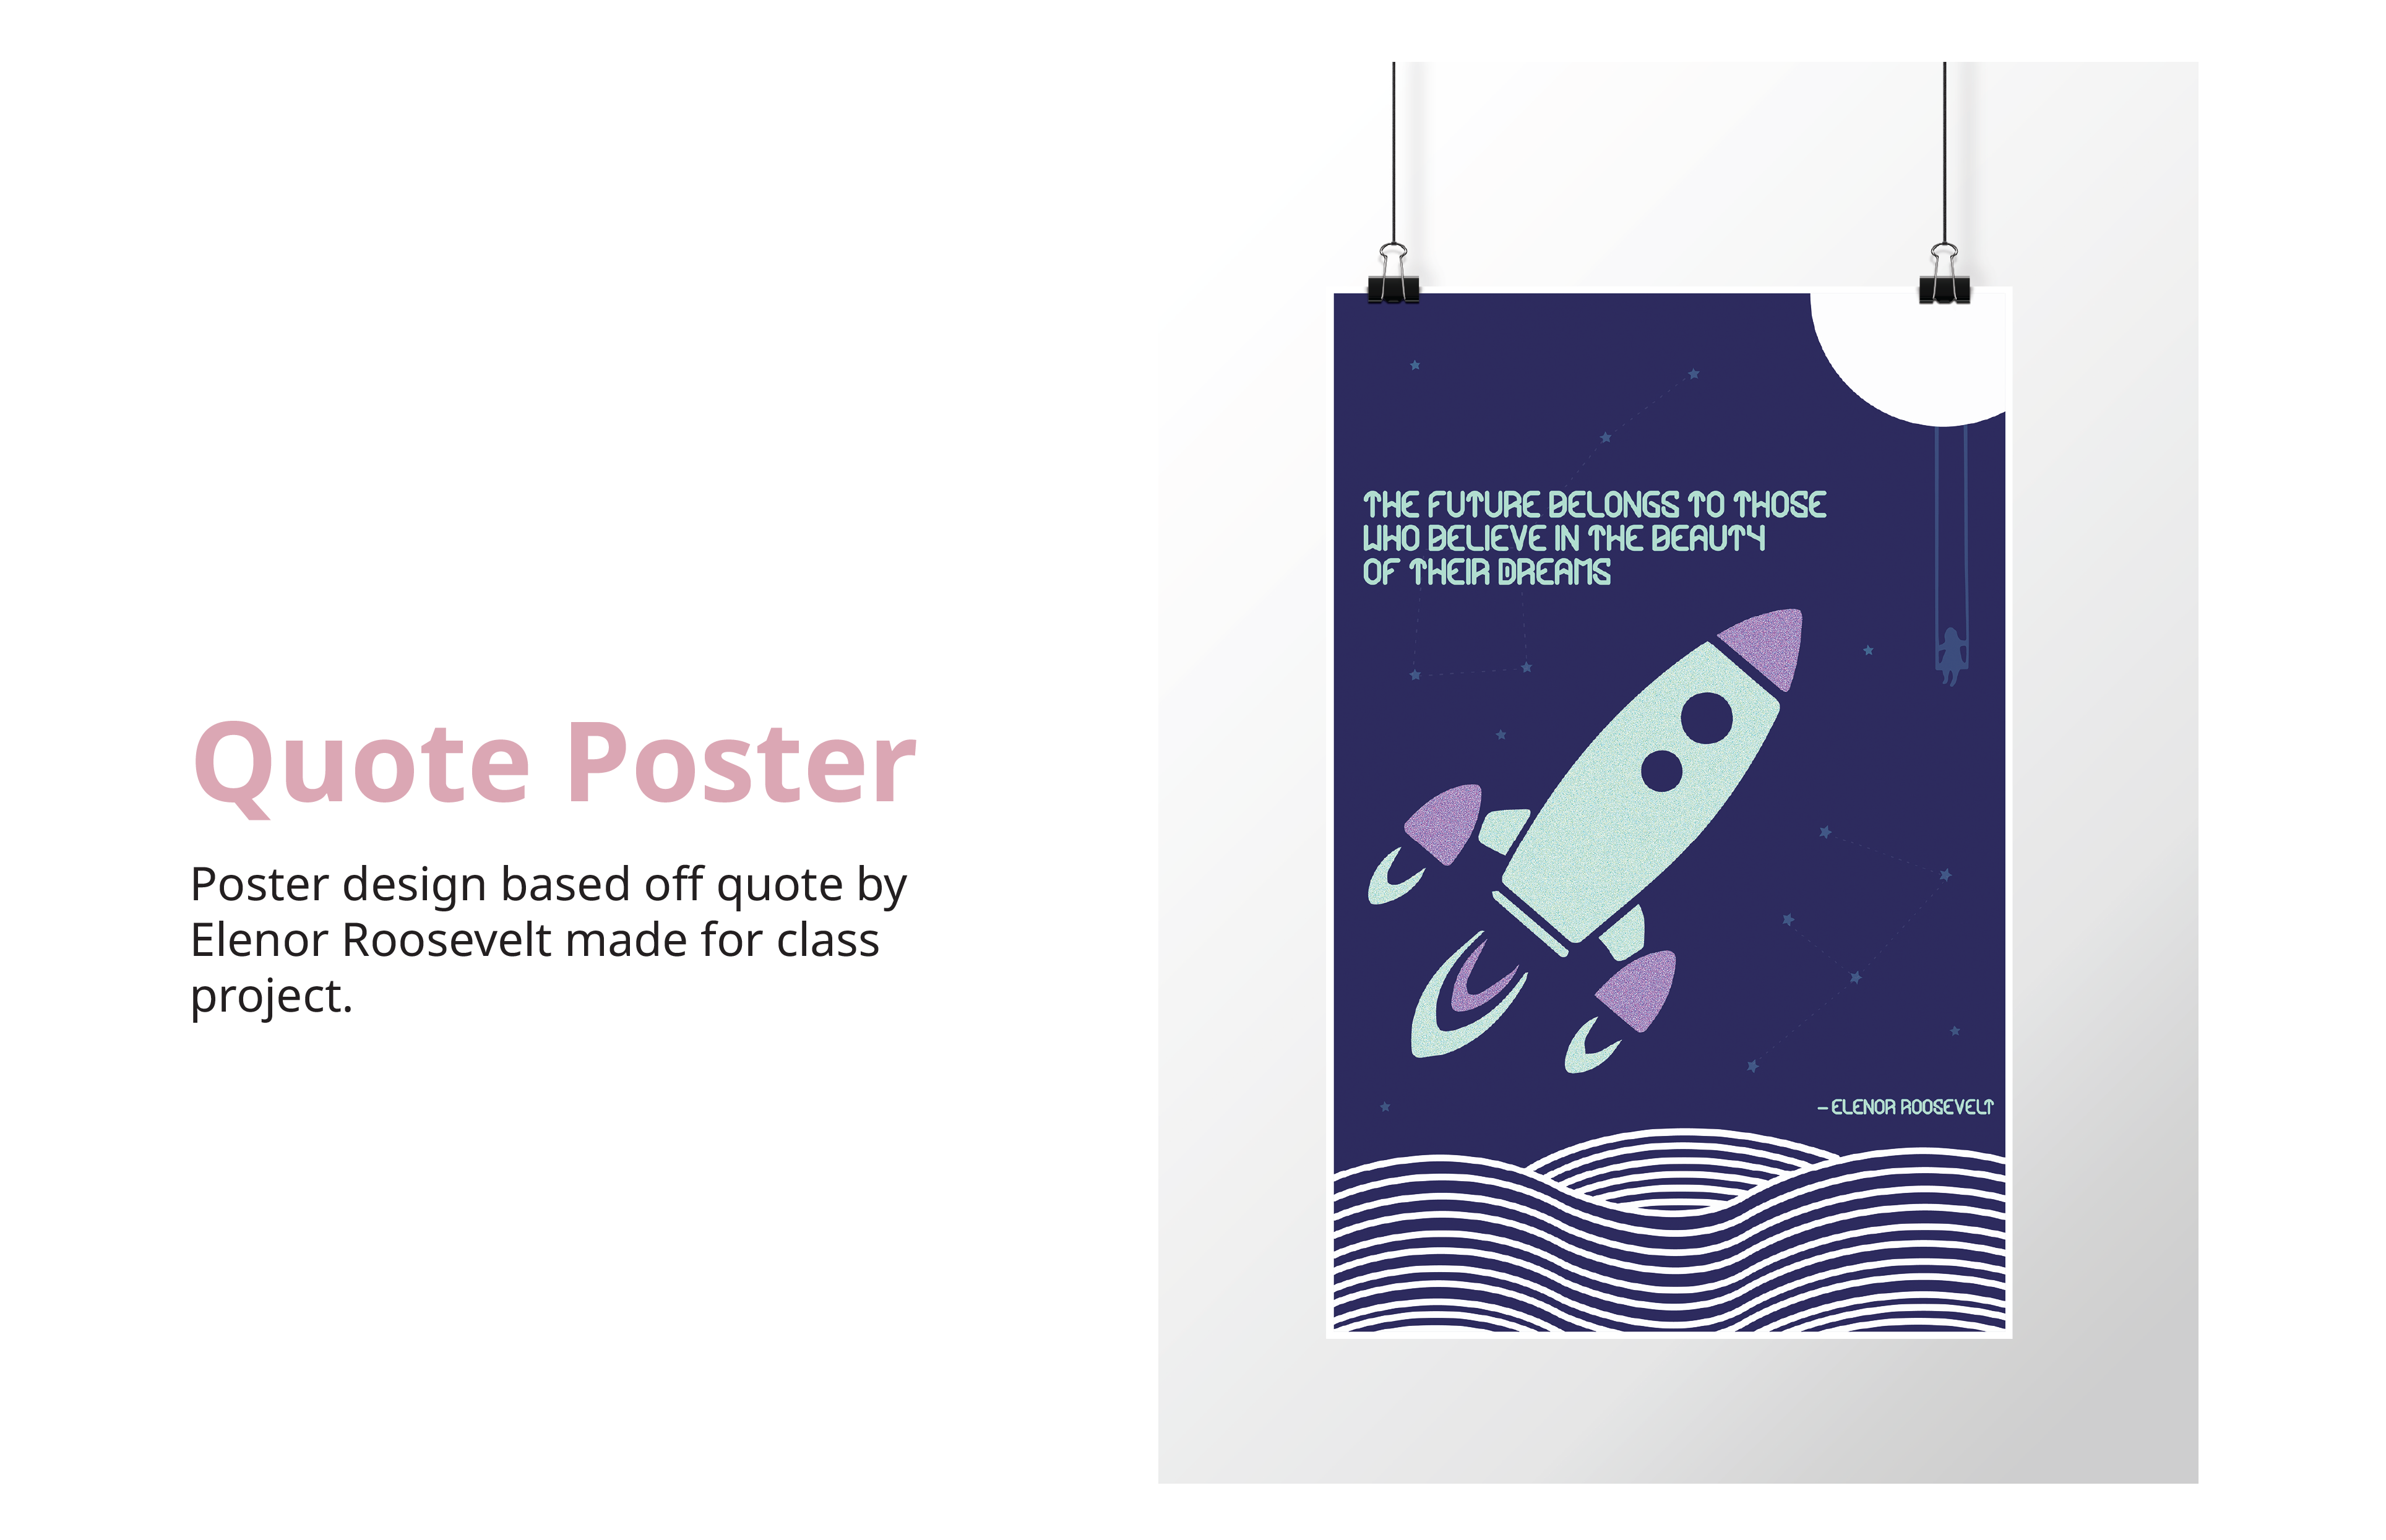 Quote Poster
Poster design based off quote by
Elenor Roosevelt made for class
project.
THE FUTURE BELONGS TO THOSE
WHO BELIEVE IN THE BEAUTY
OF THEIR DREAMS
– ELENOR ROOSEVELT